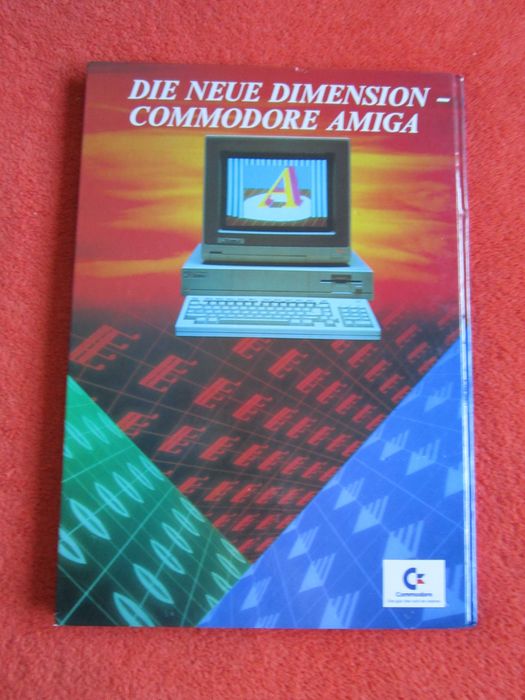 DIE NEUE DIMENSION –
COMMODORE AMIGA
A
Commodore